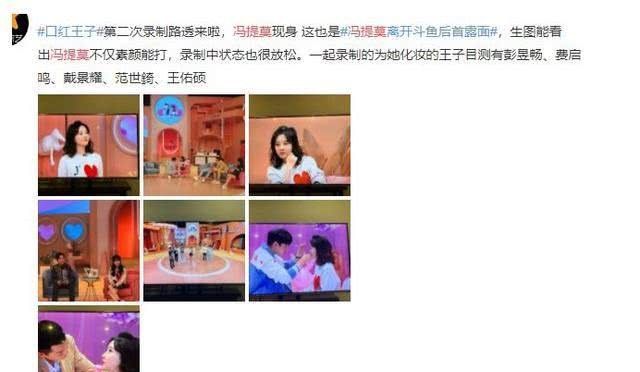 #口红王子#第二次录制路透来啦，冯提莫现身 这也是#冯提莫离开斗鱼后首露面#，生图能看
出冯提莫不仅素颜能打，录制中状态也很放松。一起录制的为她化妆的王子目测有彭昱畅、费启
鸣、戴景耀、范世錡、王佑硕